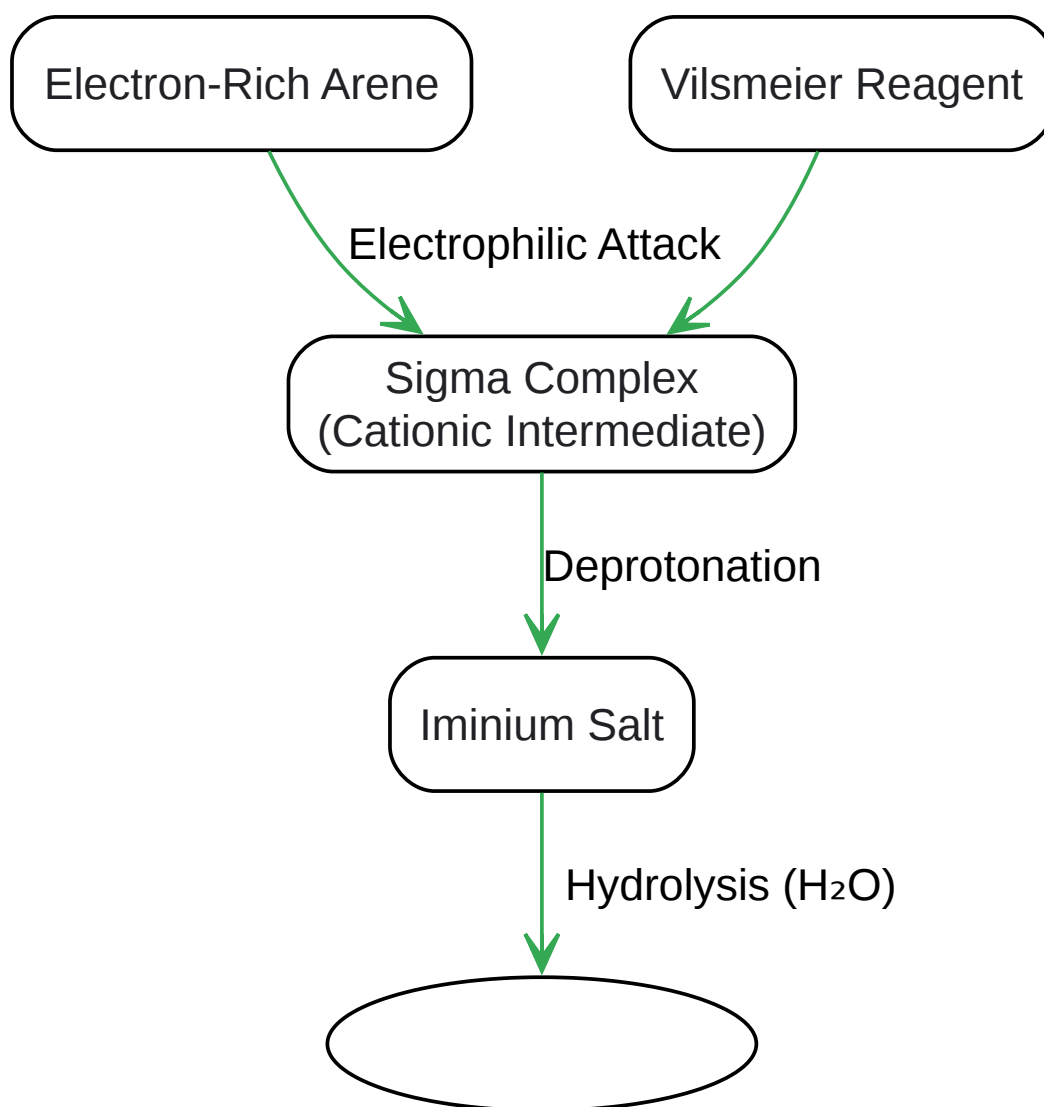 Electron-Rich Arene
Vilsmeier Reagent
Electrophilic Attack
Sigma Complex
(Cationic Intermediate)
Deprotonation
Iminium Salt
Hydrolysis (H₂O)